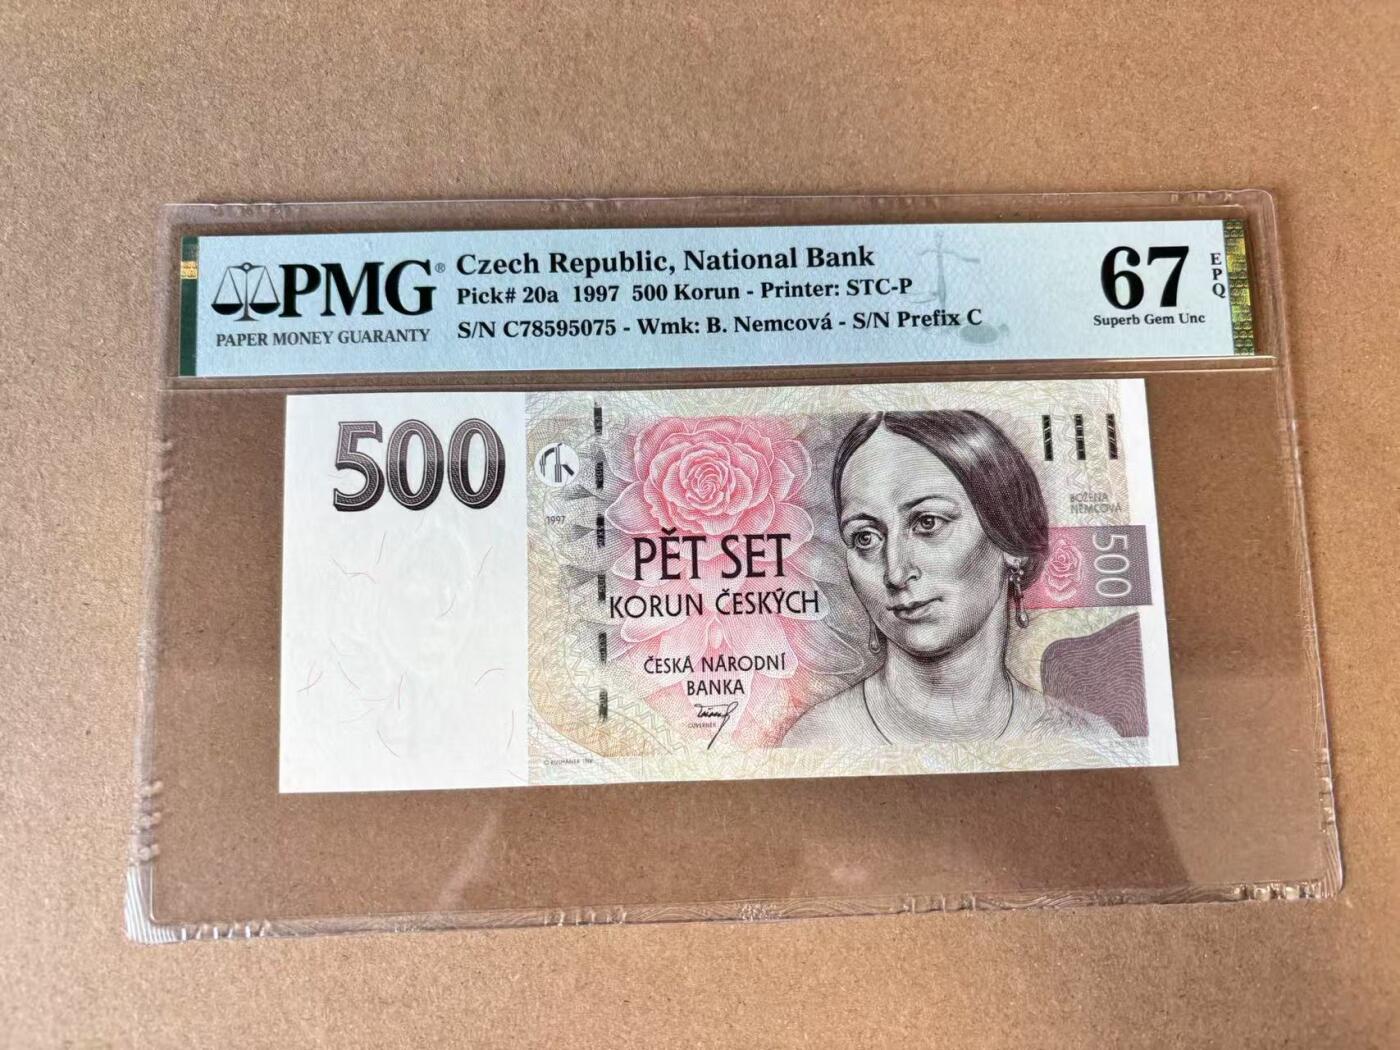 PMG®
PAPER MONEY GUARANTY
Czech Republic, National Bank
Pick# 20a 1997 500 Korun - Printer: STC-P
S/N C78595075 - Wmk: B. Nemcová - S/N Prefix C
67
EPQ
Superb Gem Unc
500
1997
PĚT SET
KORUN ČESKÝCH
ČESKÁ NÁRODNÍ
BANKA
GUVERNÉR
BOŽENA
NĚMCOVÁ
500